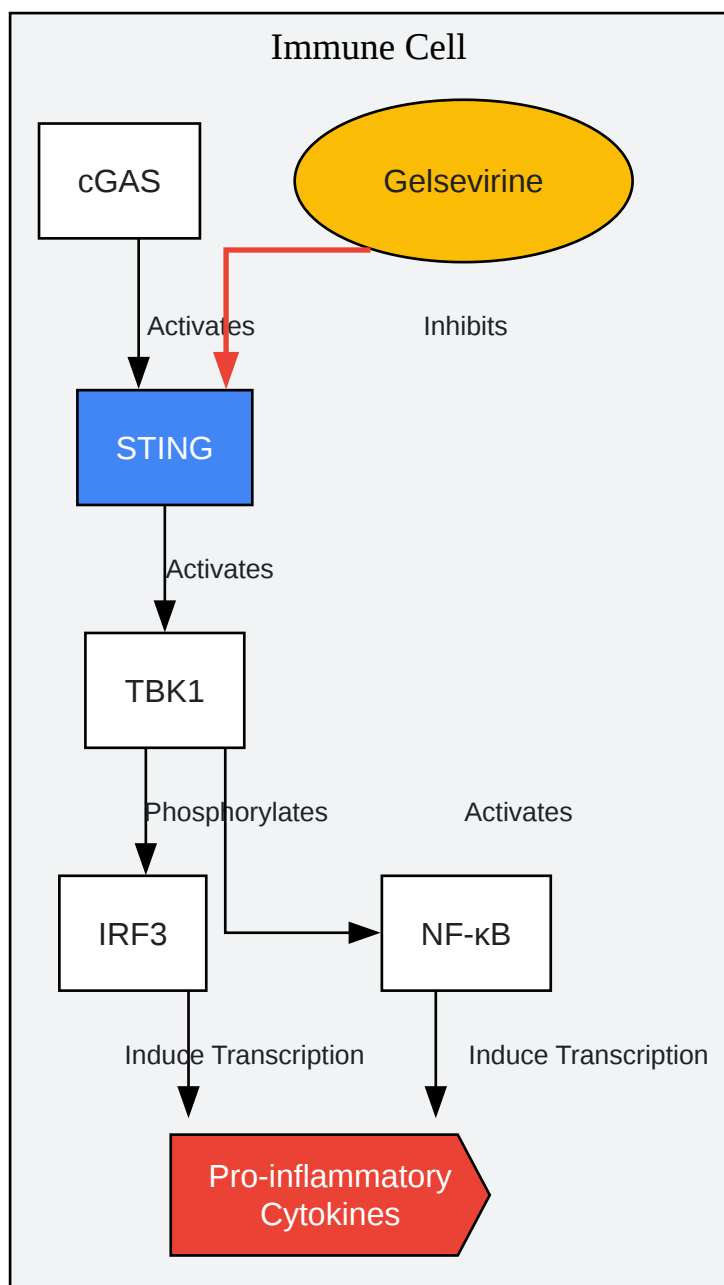 Immune Cell
cGAS
Gelsevirine
Activates
Inhibits
STING
Activates
TBK1
Phosphorylates
Activates
IRF3
NF-κB
Induce Transcription
Induce Transcription
Pro-inflammatory
Cytokines